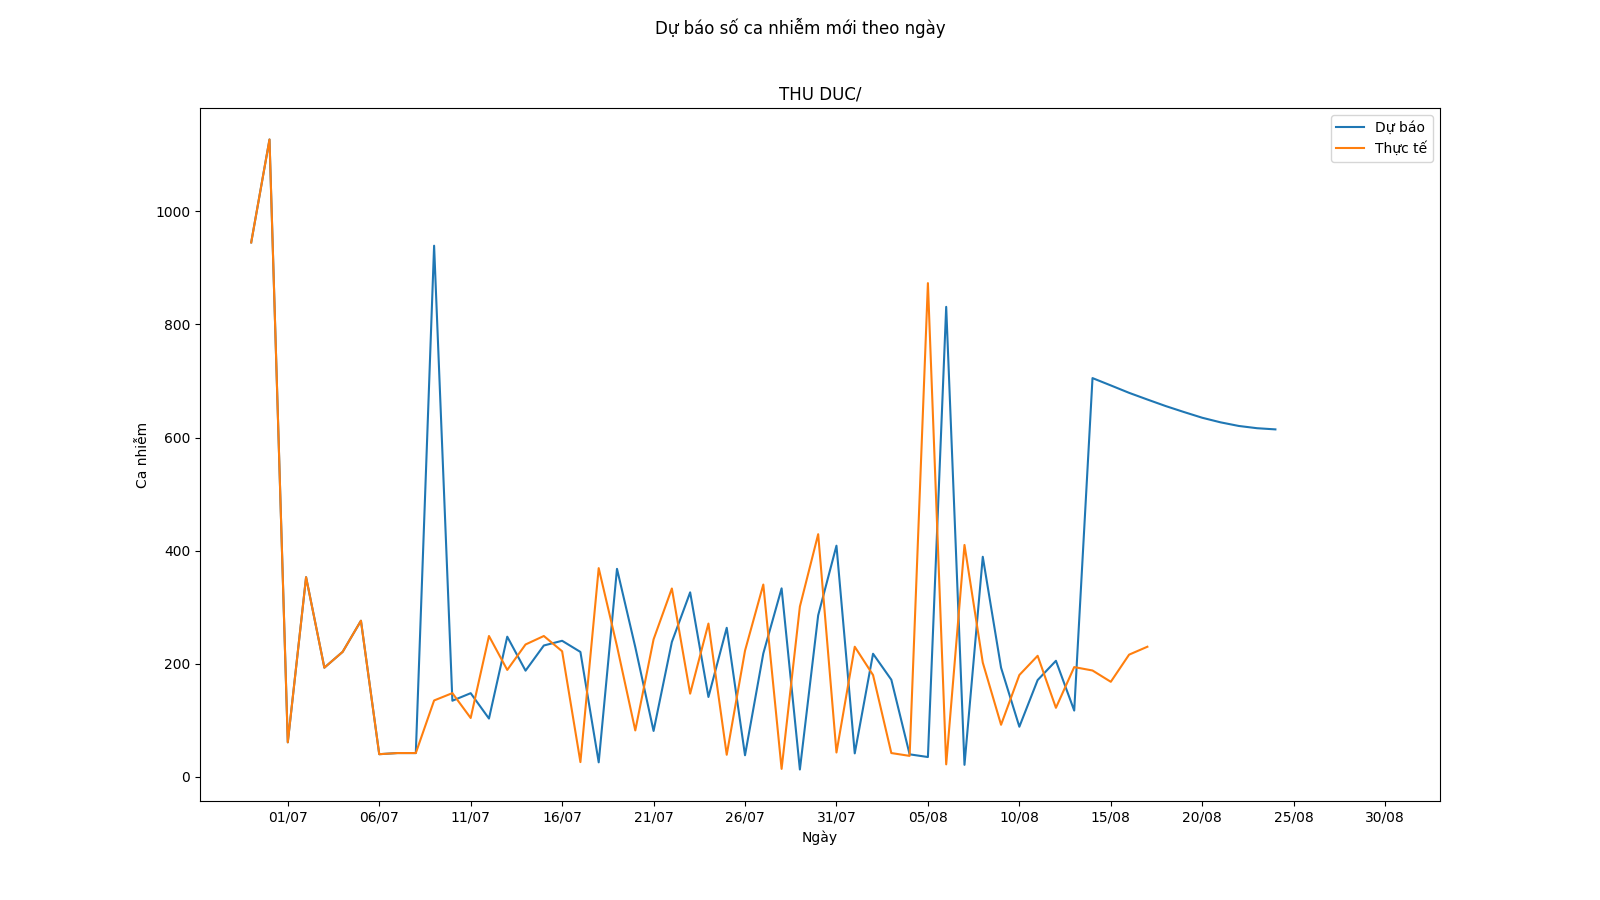 Dự báo số ca nhiễm mới theo ngày
THU DUC/
Dự báo
Thực tế
1000
800
600
400
200
0
Ca nhiễm
01/07 06/07 11/07 16/07 21/07 26/07 31/07 05/08 10/08 15/08 20/08 25/08 30/08
Ngày